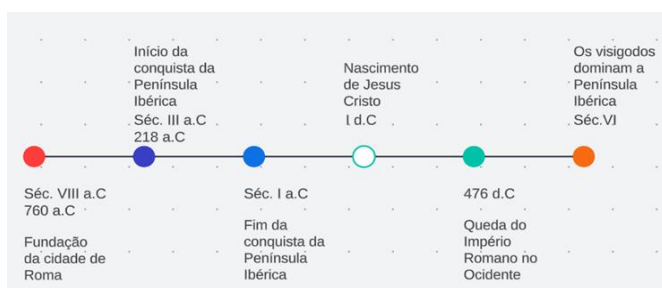 Início da
conquista da
Península
Ibérica
Séc. III a.C
218 a.C
Nascimento
de Jesus
Cristo
I d.C
Os visigodos
dominam a
Península
Ibérica
Séc.VI
Séc. VIII a.C
760 a.C
Fundação
da cidade de
Roma
Séc. I a.C
Fim da
conquista da
Península
Ibérica
476 d.C
Queda do
Império
Romano no
Ocidente